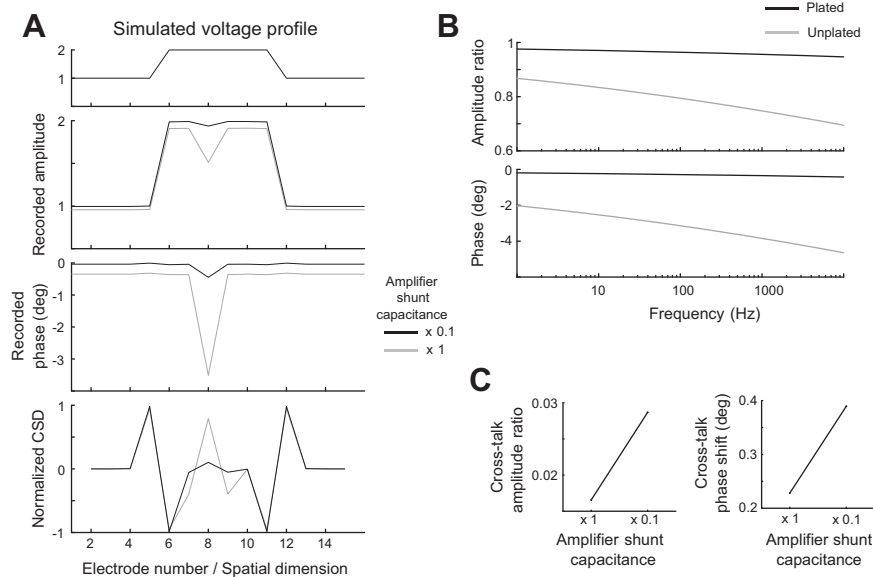 A
Simulated voltage profile
2
1
Recorded amplitude
2
1
Recorded
phase (deg)
0
-1
-2
-3
Amplifier
shunt
capacitance
x 0.1
x 1
Normalized CSD
1
0
-1
2 4 6 8 10 12 14
Electrode number / Spatial dimension
B
Plated
Unplated
Amplitude ratio
1
0.8
0.6
Phase (deg)
0
-2
-4
10 100 1000
Frequency (Hz)
C
Cross-talk
amplitude ratio
0.03
0.02
x 1 x 0.1
Amplifier shunt
capacitance
Cross-talk
phase shift (deg)
0.4
0.3
0.2
x 1 x 0.1
Amplifier shunt
capacitance